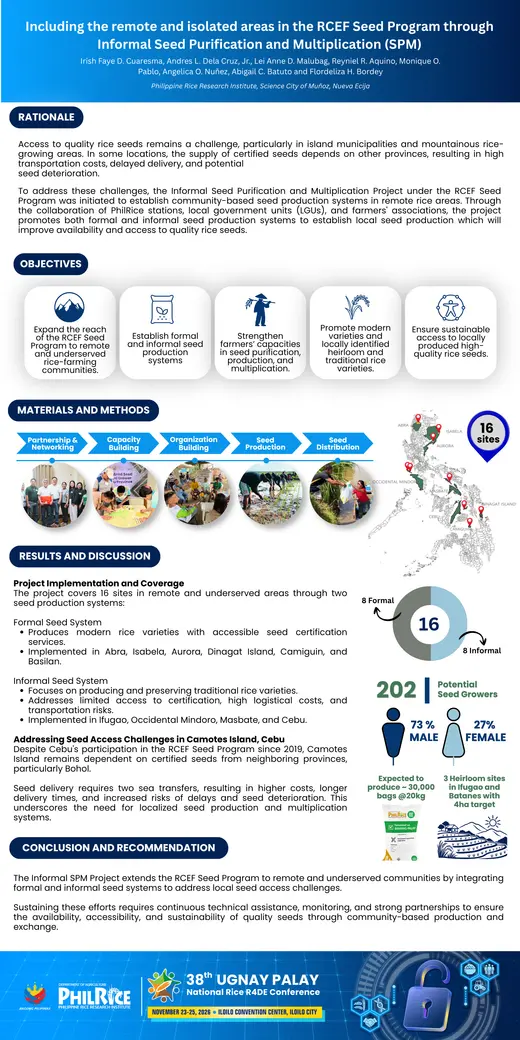 Including the remote and isolated areas in the RCEF Seed Program through
Informal Seed Purification and Multiplication (SPM)
Irish Faye D. Cuaresma, Andres L. Dela Cruz, Jr., Lei Anne D. Malubag, Reyniel R. Aquino, Monique O.
Pablo, Angelica O. Nuñez, Abigail C. Batuto and Flordeliza H. Bordey
Philippine Rice Research Institute, Science City of Muñoz, Nueva Ecija
RATIONALE
Access to quality rice seeds remains a challenge, particularly in island municipalities and mountainous rice-
growing areas. In some locations, the supply of certified seeds depends on other provinces, resulting in high
transportation costs, delayed delivery, and potential
seed deterioration.
To address these challenges, the Informal Seed Purification and Multiplication Project under the RCEF Seed
Program was initiated to establish community-based seed production systems in remote rice areas. Through
the collaboration of PhilRice stations, local government units (LGUs), and farmers' associations, the project
promotes both formal and informal seed production systems to establish local seed production which will
improve availability and access to quality rice seeds.
OBJECTIVES
Expand the reach
of the RCEF Seed
Program to remote
and underserved
rice-farming
communities.
Establish formal
and informal seed
production
systems
Strengthen
farmers' capacities
in seed purification,
production, and
multiplication.
Promote modern
varieties and
locally identified
heirloom and
traditional rice
varieties.
Ensure sustainable
access to locally
produced high-
quality rice seeds.
MATERIALS AND METHODS
Partnership &
Networking
Capacity
Building
Organization
Building
Seed
Production
Seed
Distribution
16
sites
ABRA
ISABELA
AURORA
OCCIDENTAL MINDORO
DINAGAT ISLAND
RESULTS AND DISCUSSION
Project Implementation and Coverage
The project covers 16 sites in remote and underserved areas through two
seed production systems:
Formal Seed System
• Produces modern rice varieties with accessible seed certification
services.
• Implemented in Abra, Isabela, Aurora, Dinagat Island, Camiguin, and
Basilan.
Informal Seed System
• Focuses on producing and preserving traditional rice varieties.
• Addresses limited access to certification, high logistical costs, and
transportation risks.
• Implemented in Ifugao, Occidental Mindoro, Masbate, and Cebu.
Addressing Seed Access Challenges in Camotes Island, Cebu
Despite Cebu's participation in the RCEF Seed Program since 2019, Camotes
Island remains dependent on certified seeds from neighboring provinces,
particularly Bohol.
Seed delivery requires two sea transfers, resulting in higher costs, longer
delivery times, and increased risks of delays and seed deterioration. This
underscores the need for localized seed production and multiplication
systems.
8 Formal
16
8 Informal
202
Potential
Seed Growers
73 %
MALE
27%
FEMALE
Expected to
produce ~ 30,000
bags @20kg
3 Heirloom sites
in Ifugao and
Batanes with
4ha target
CONCLUSION AND RECOMMENDATION
The Informal SPM Project extends the RCEF Seed Program to remote and underserved communities by integrating
formal and informal seed systems to address local seed access challenges.
Sustaining these efforts requires continuous technical assistance, monitoring, and strong partnerships to ensure
the availability, accessibility, and sustainability of quality seeds through community-based production and
exchange.
BAGONG PILIPINAS
DEPARTMENT OF AGRICULTURE
PHILRICE
PHILIPPINE RICE RESEARCH INSTITUTE
38th UGNAY PALAY
National Rice R4DE Conference
NOVEMBER 23-25, 2026 • ILOILO CONVENTION CENTER, ILOILO CITY